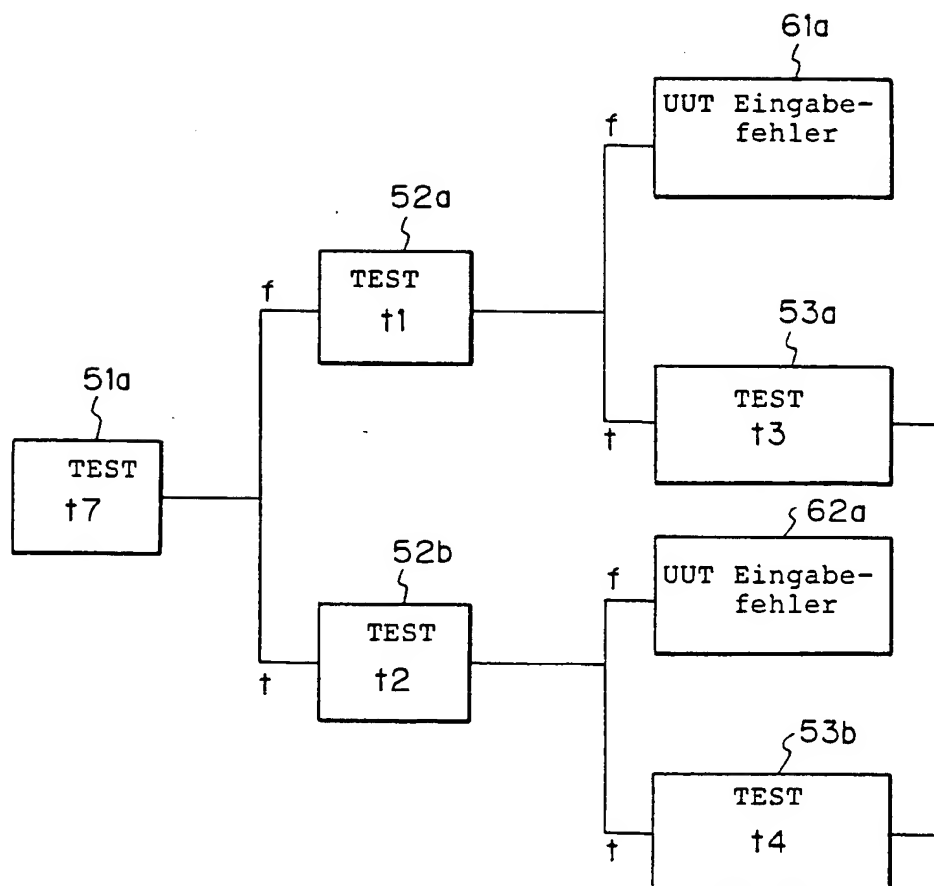 61a
UUT Eingabe-
fehler
f
52a
TEST
t1
f
53a
TEST
t3
t
51a
TEST
t7
62a
UUT Eingabe-
fehler
f
52b
TEST
t2
t
53b
TEST
t4
t